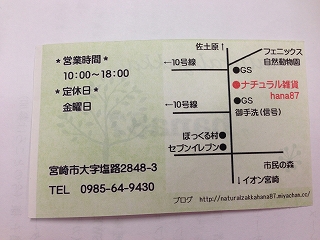 *営業時間*
10:00～18:00
*定休日*
金曜日
宮崎市大字塩路2848-3
TEL 0985-64-9430
佐土原↑
フェニックス
自然動物園
←10号線
●GS
●ナチュラル雑貨
hana87
●GS
←10号線
御手洗(信号)
ほっくる村●
セブンイレブン●
市民の森
↓イオン宮崎
ブログ http://naturalzakkahana87.miyachan.cc/